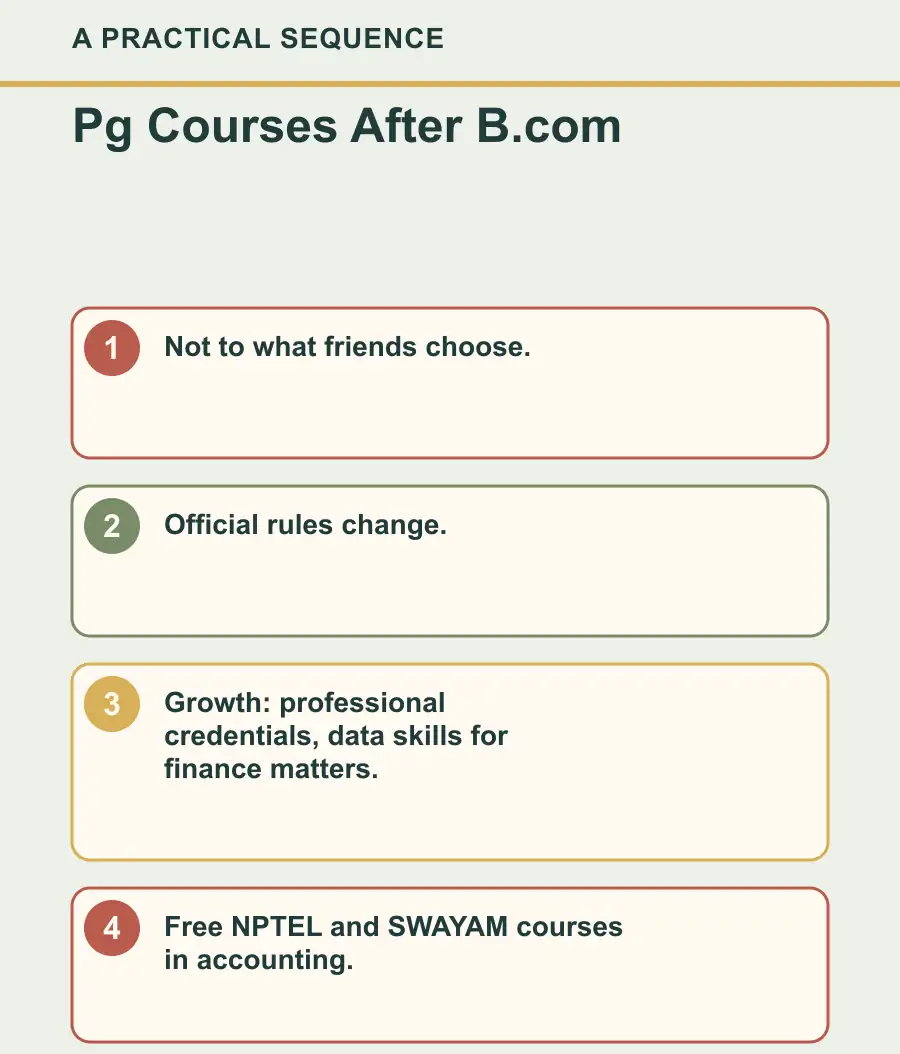 A PRACTICAL SEQUENCE
Pg Courses After B.com
1
Not to what friends choose.
2
Official rules change.
3
Growth: professional
credentials, data skills for
finance matters.
4
Free NPTEL and SWAYAM courses
in accounting.